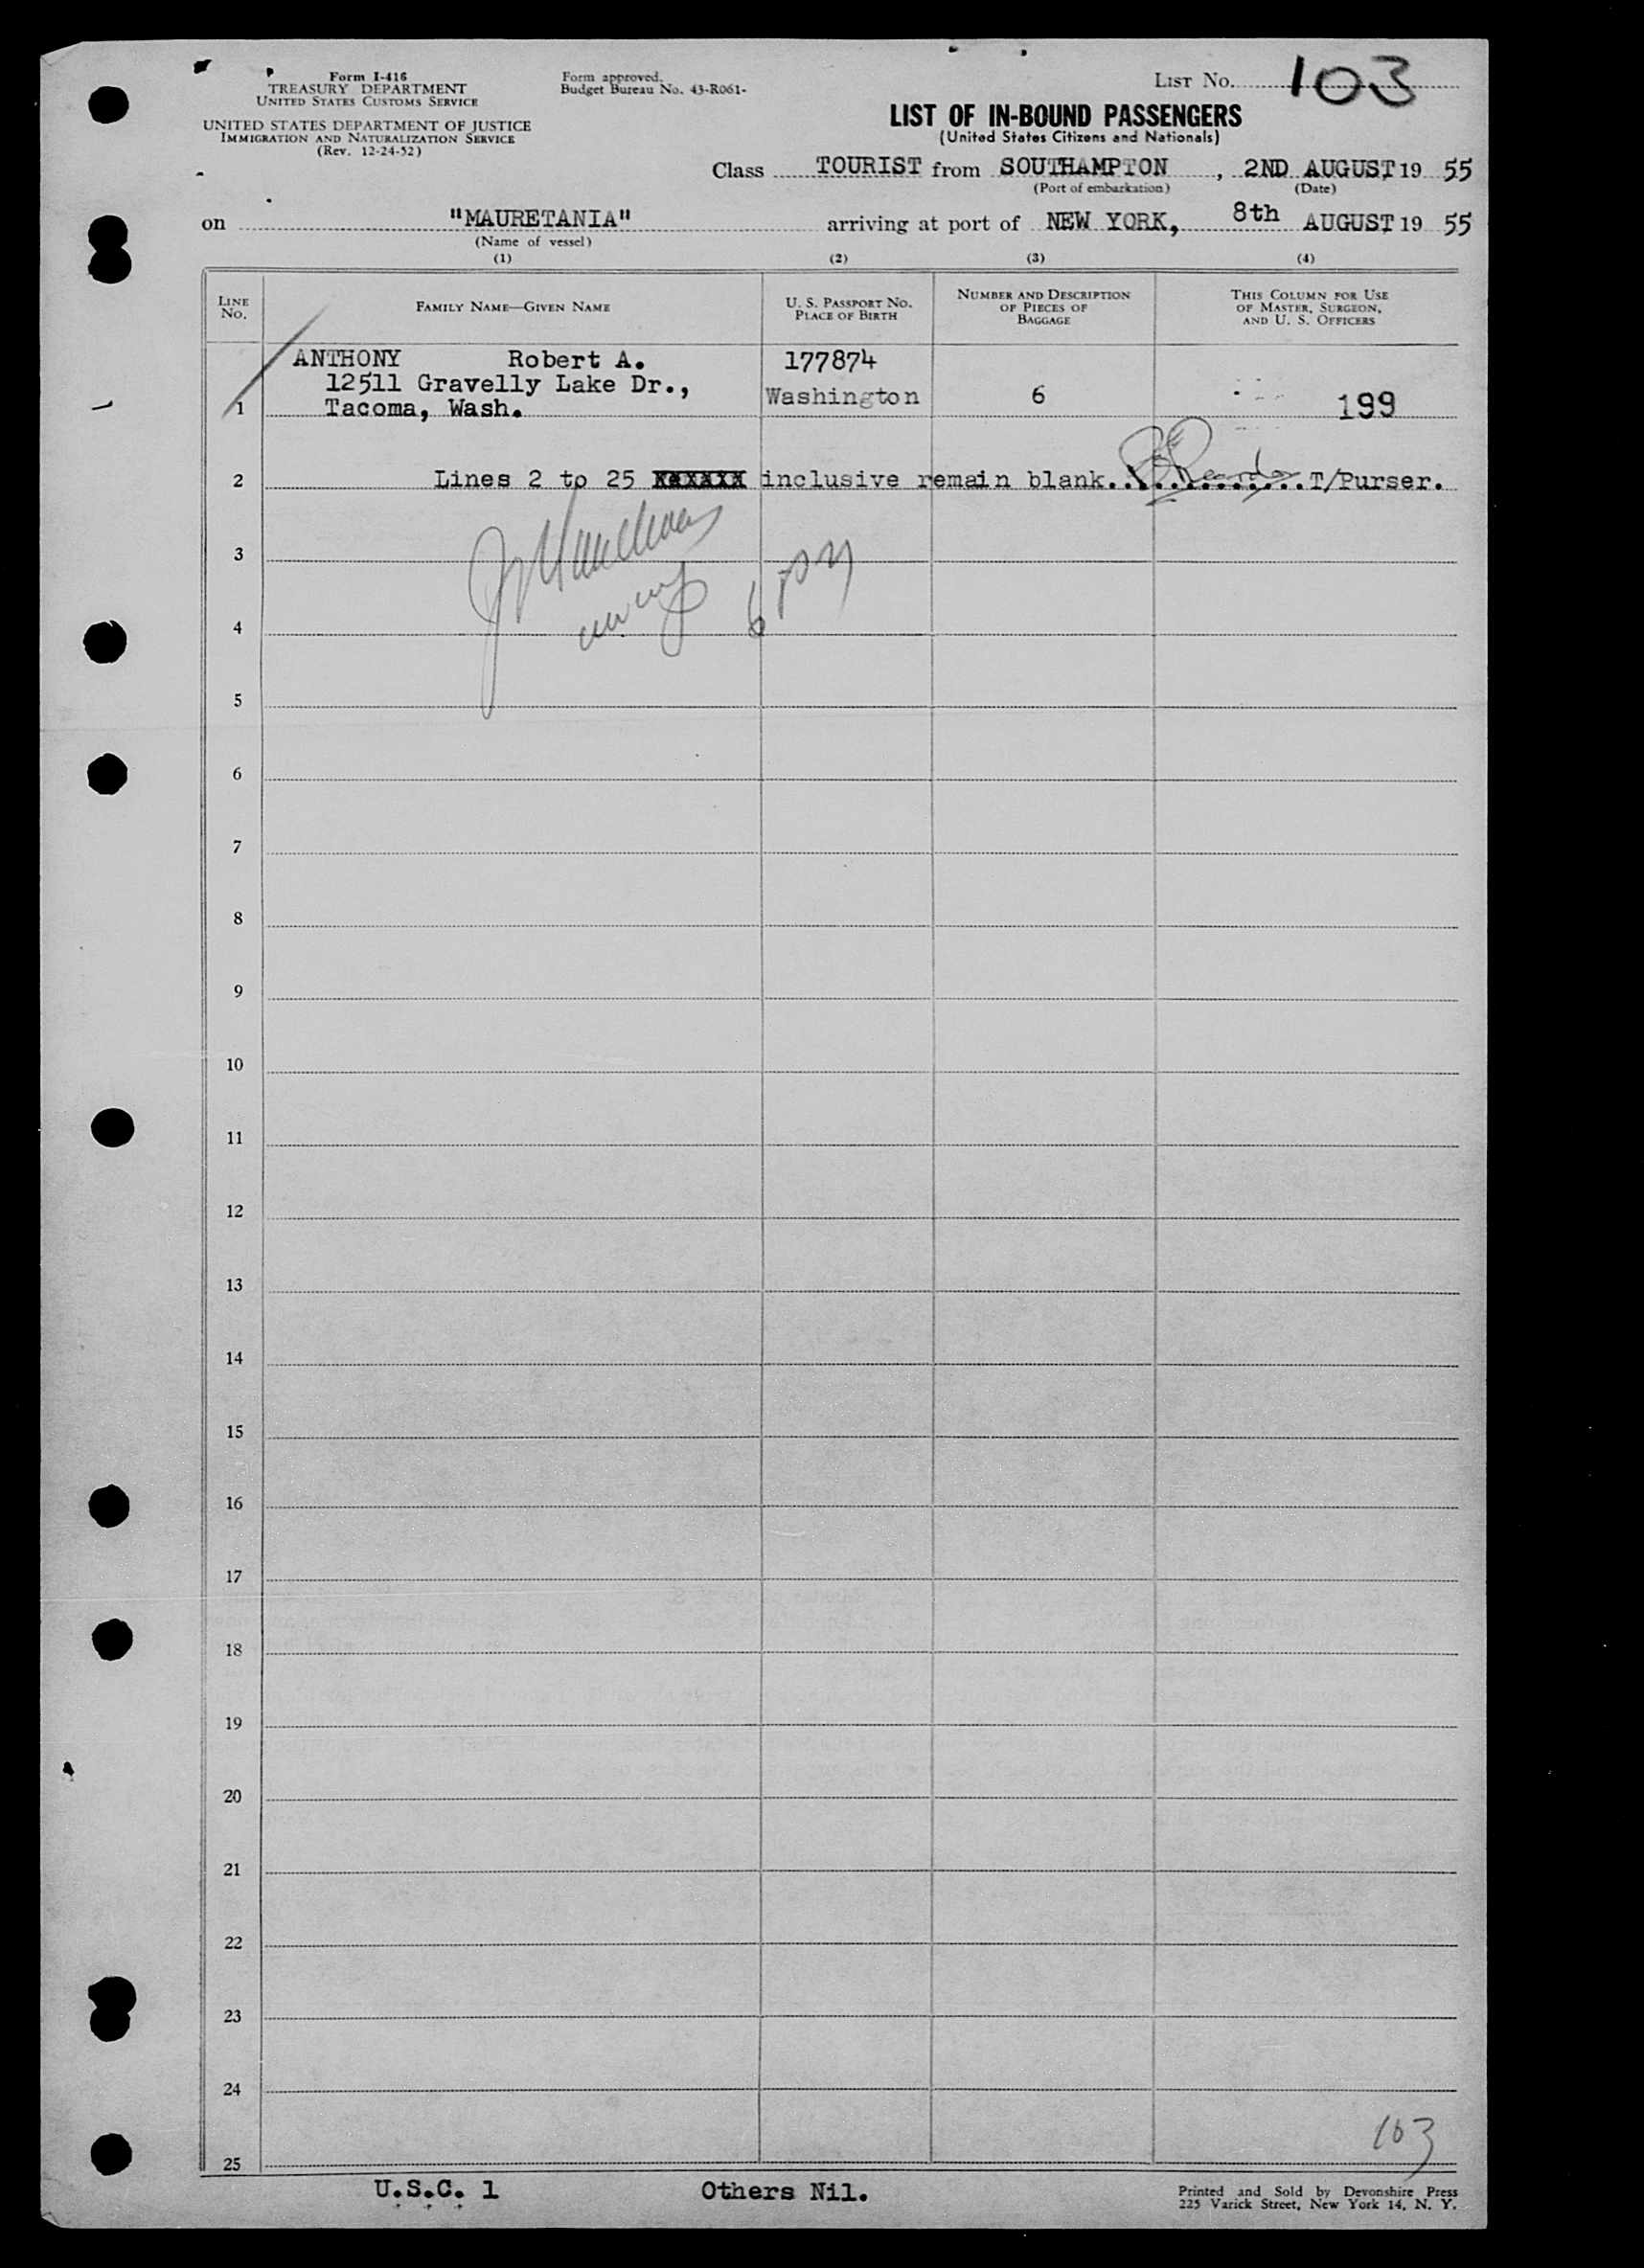 Form I-416
TREASURY DEPARTMENT
UNITED STATES CUSTOMS SERVICE
UNITED STATES DEPARTMENT OF JUSTICE
IMMIGRATION AND NATURALIZATION SERVICE
(Rev. 12-24-52)
Form approved.
Budget Bureau No. 43-R061-
LIST No. 103
LIST OF IN-BOUND PASSENGERS
(United States Citizens and Nationals)
Class TOURIST from SOUTHAMPTON, 2ND AUGUST 19 55
(Port of embarkation) (Date)
on "MAURETANIA" arriving at port of NEW YORK, 8th AUGUST 19 55
(Name of vessel)
(1) (2) (3) (4)
LINE No.
FAMILY NAME—GIVEN NAME
U. S. PASSPORT No.
PLACE OF BIRTH
NUMBER AND DESCRIPTION
OF PIECES OF
BAGGAGE
THIS COLUMN FOR USE
OF MASTER, SURGEON,
AND U. S. OFFICERS
ANTHONY Robert A. 177874
12511 Gravelly Lake Dr.,
Washington 6
1 Tacoma, Wash. 199
2 Lines 2 to 25 inclusive remain blank. T/Purser.
3
4
5
6
7
8
9
10
11
12
13
14
15
16
17
18
19
20
21
22
23
24
103
25
U.S.C. 1 Others Nil.
Printed and Sold by Devonshire Press
225 Varick Street, New York 14, N. Y.